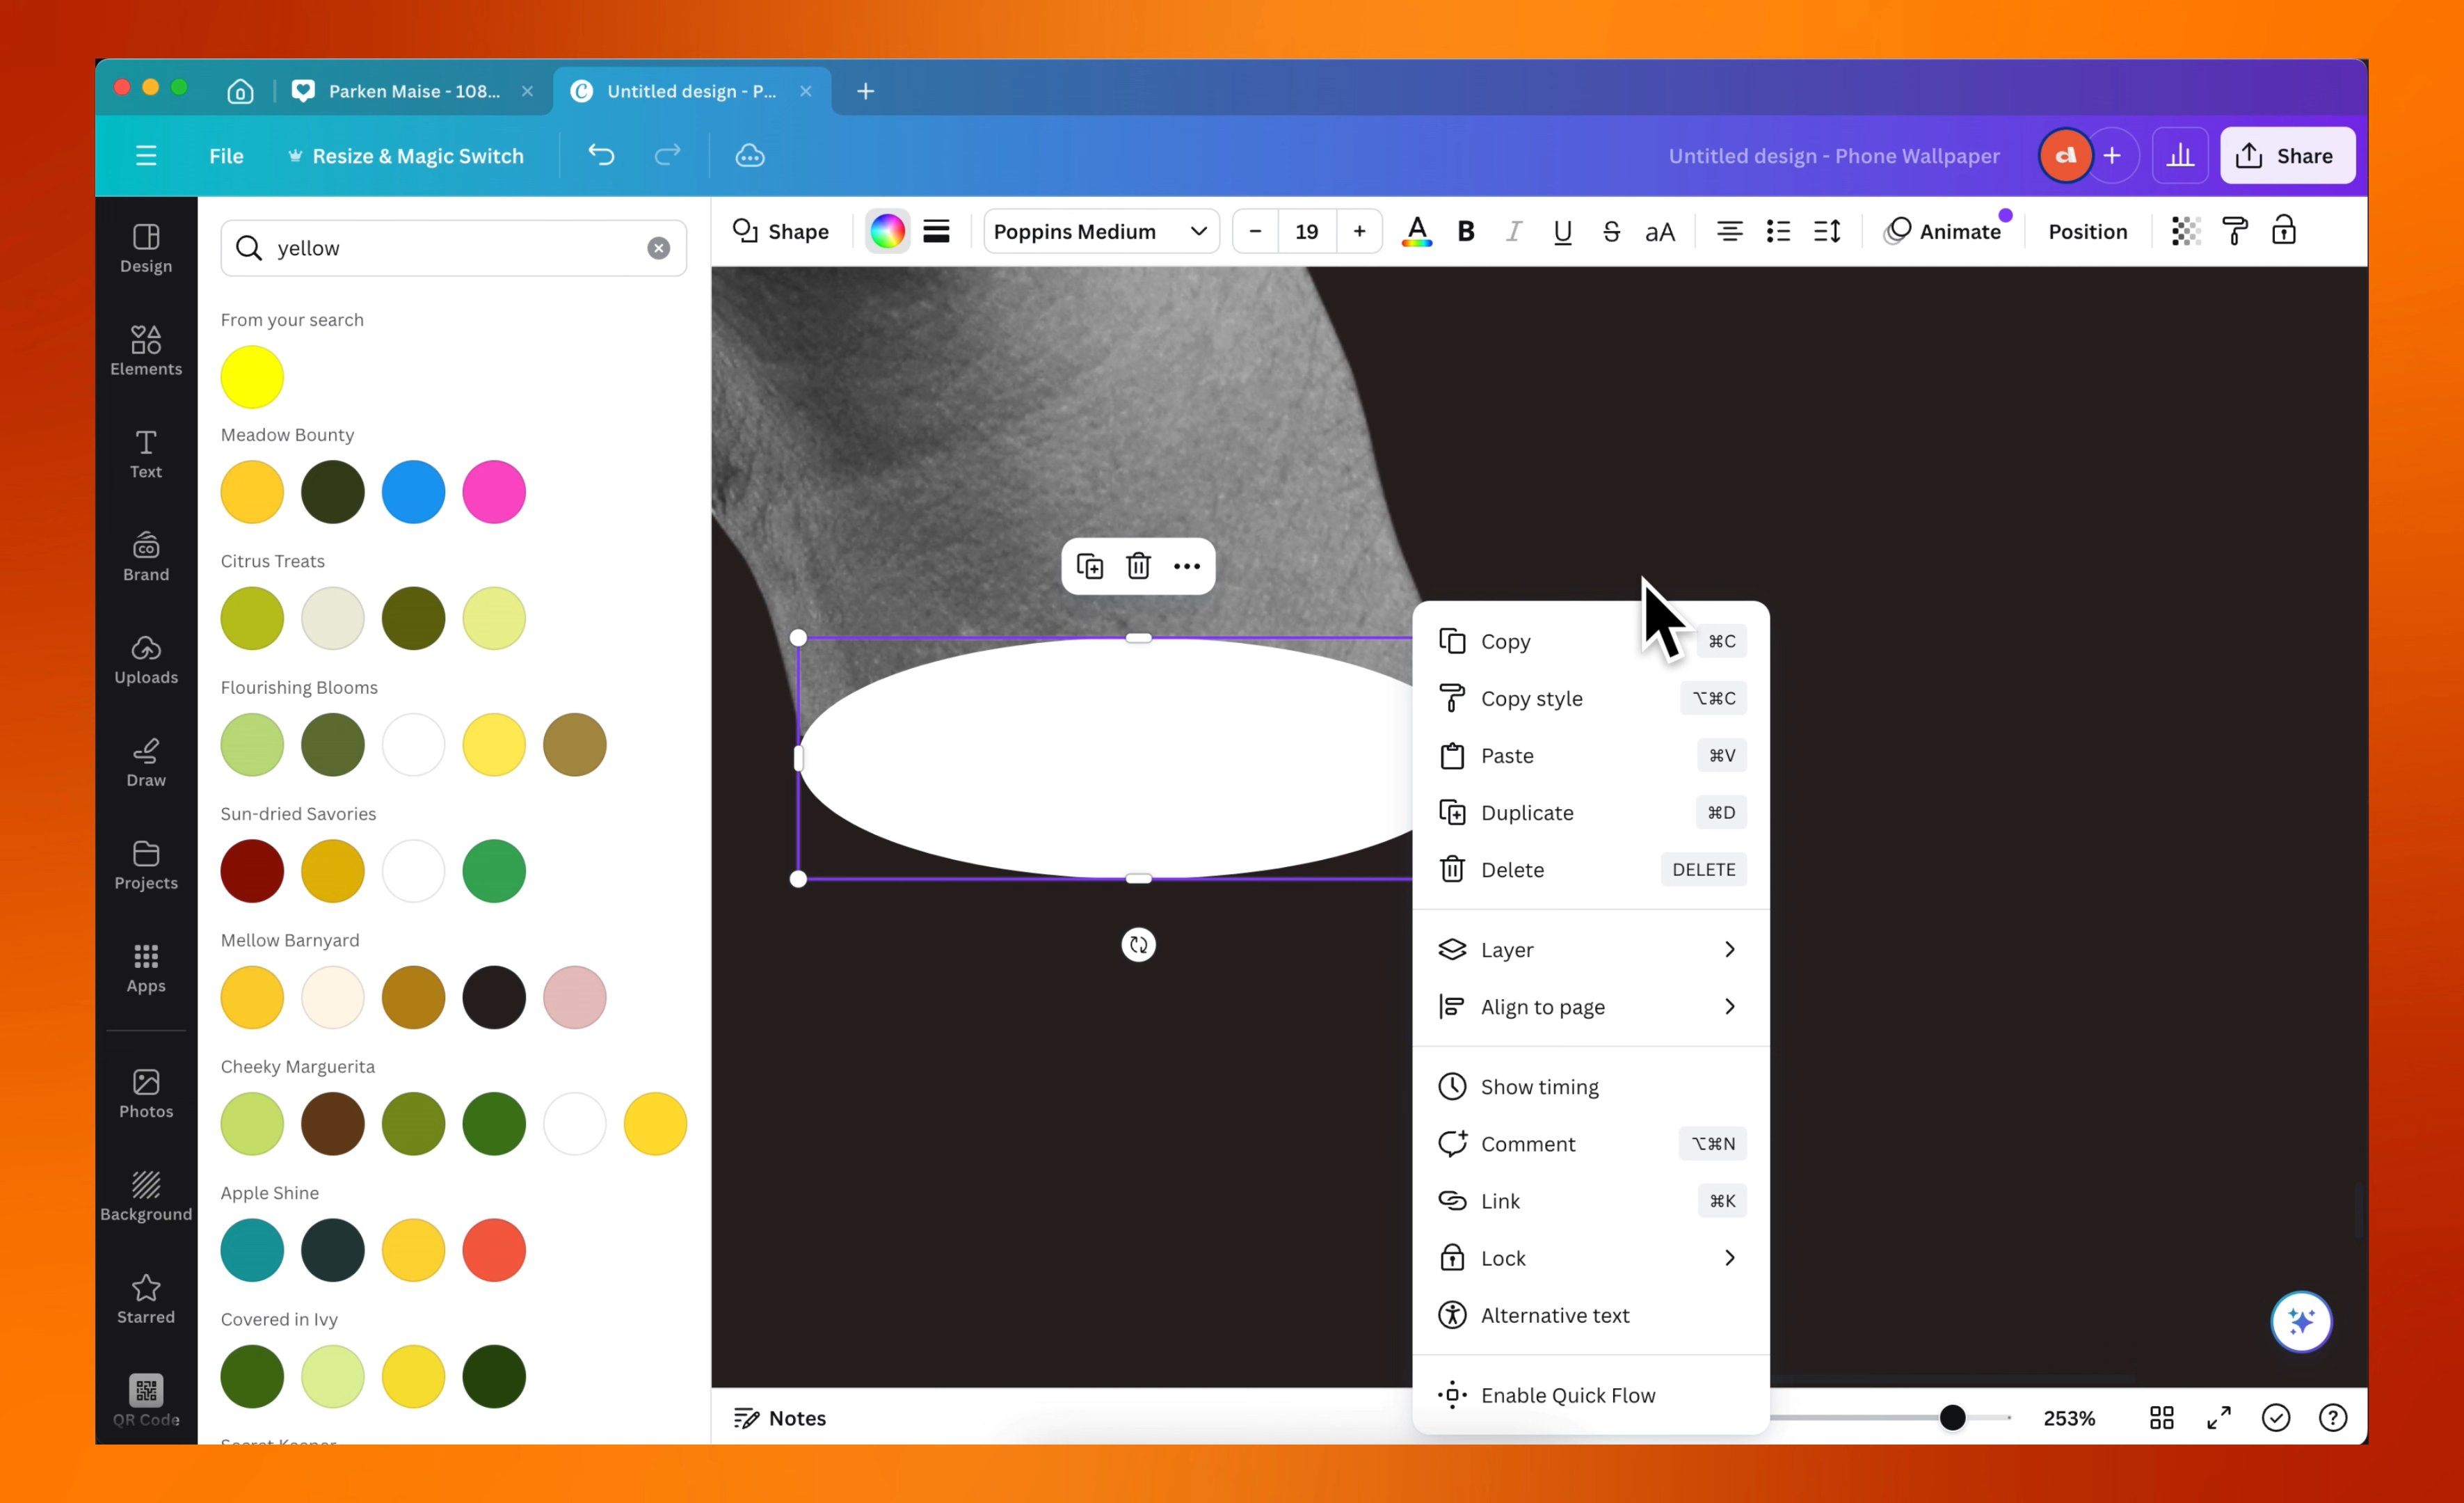 Parken Maise - 108...
Untitled design - P...
File
Resize & Magic Switch
Untitled design - Phone Wallpaper
d
Share
Design
Elements
Text
Brand
Uploads
Draw
Projects
Apps
Photos
Background
Starred
QR Code
yellow
From your search
Meadow Bounty
Citrus Treats
Flourishing Blooms
Sun-dried Savories
Mellow Barnyard
Cheeky Marguerita
Apple Shine
Covered in Ivy
Secret Keeper
Shape
Poppins Medium
19
A
B
I
U
S
aA
Animate
Position
Copy ⌘C
Copy style ⌥⌘C
Paste ⌘V
Duplicate ⌘D
Delete DELETE
Layer
Align to page
Show timing
Comment ⌥⌘N
Link ⌘K
Lock
Alternative text
Enable Quick Flow
Notes
253%